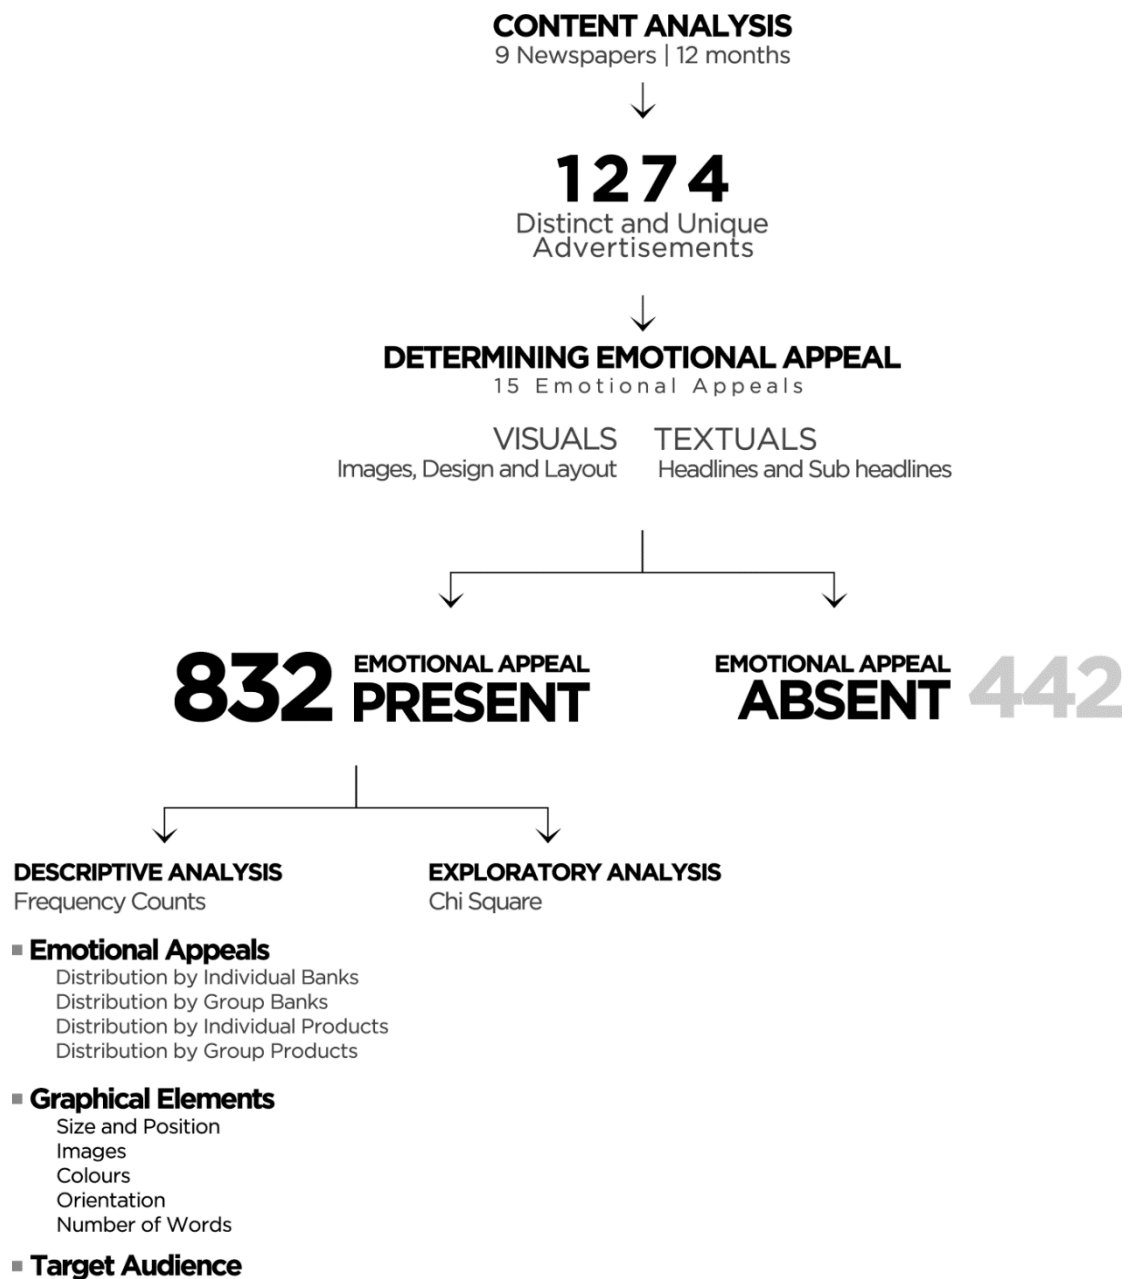 CONTENT ANALYSIS
9 Newspapers | 12 months
1274
Distinct and Unique
Advertisements
DETERMINING EMOTIONAL APPEAL
15 Emotional Appeals
VISUALS
Images, Design and Layout
TEXTUALS
Headlines and Sub headlines
832
EMOTIONAL APPEAL
PRESENT
EMOTIONAL APPEAL
ABSENT
442
DESCRIPTIVE ANALYSIS
Frequency Counts
EXPLORATORY ANALYSIS
Chi Square
Emotional Appeals
Distribution by Individual Banks
Distribution by Group Banks
Distribution by Individual Products
Distribution by Group Products
Graphical Elements
Size and Position
Images
Colours
Orientation
Number of Words
Target Audience